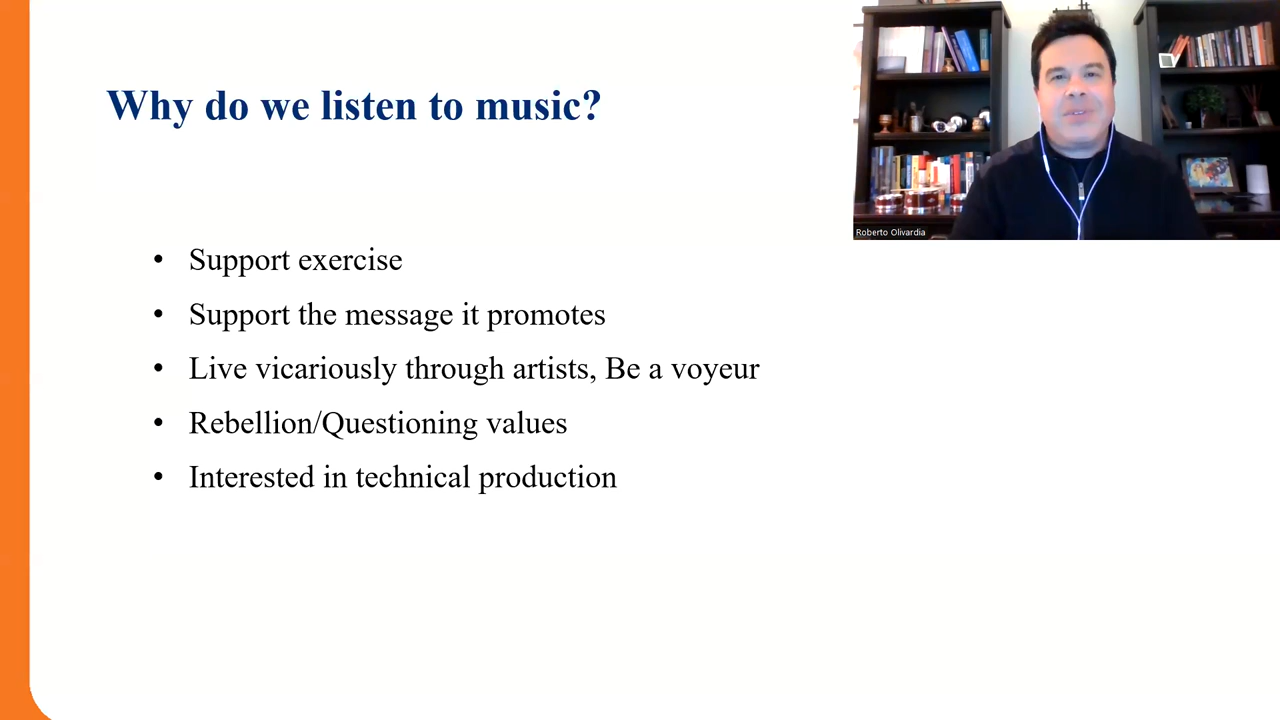 Why do we listen to music?
• Support exercise
• Support the message it promotes
• Live vicariously through artists, Be a voyeur
• Rebellion/Questioning values
• Interested in technical production
Roberto Olivardia